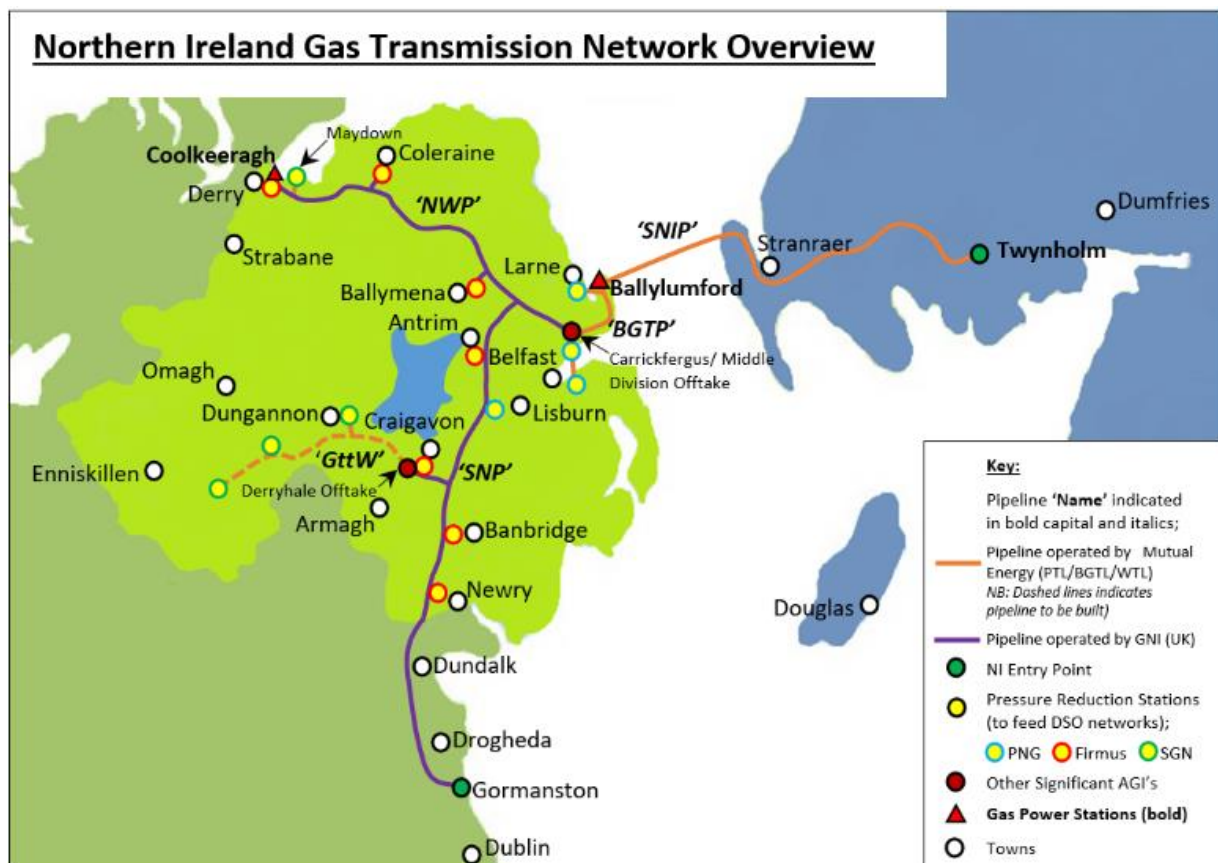 Northern Ireland Gas Transmission Network Overview
Maydown
Coolkeeragh
Coleraine
Derry
'NWP'
Dumfries
'SNIP'
Strabane
Stranraer
Twynholm
Larne
Ballymena
Ballylumford
Antrim
'BGTP'
Belfast
Carrickfergus/ Middle
Division Offtake
Omagh
Dungannon
Craigavon
Lisburn
'GttW'
'SNP'
Enniskillen
Derryhale Offtake
Armagh
Banbridge
Newry
Douglas
Dundalk
Drogheda
Gormanston
Dublin
Key:
Pipeline 'Name' indicated
in bold capital and italics;
Pipeline operated by Mutual
Energy (PTL/BGTL/WTL)
NB: Dashed lines indicates
pipeline to be built)
Pipeline operated by GNI (UK)
NI Entry Point
Pressure Reduction Stations
(to feed DSO networks);
PNG Firmus SGN
Other Significant AGI's
Gas Power Stations (bold)
Towns